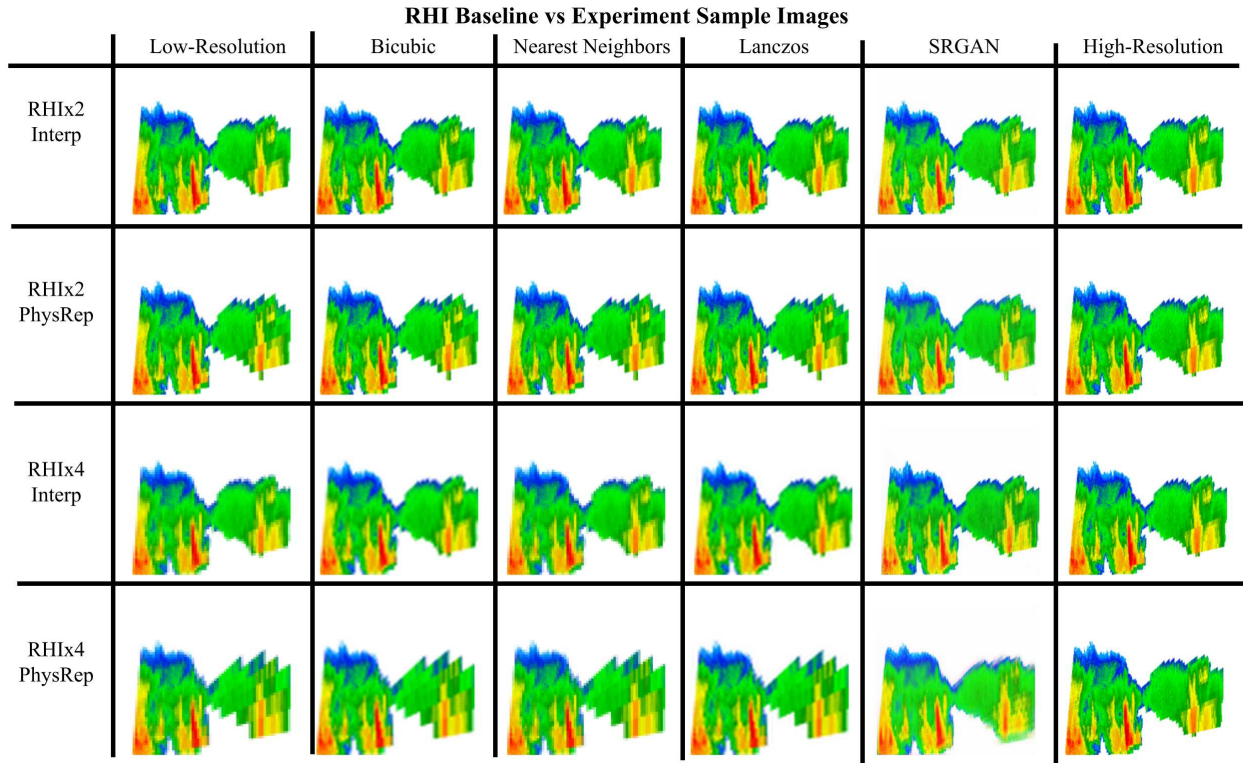 RHI Baseline vs Experiment Sample Images
Low-Resolution Bicubic Nearest Neighbors Lanczos SRGAN High-Resolution
RHIx2
Interp
RHIx2
PhysRep
RHIx4
Interp
RHIx4
PhysRep